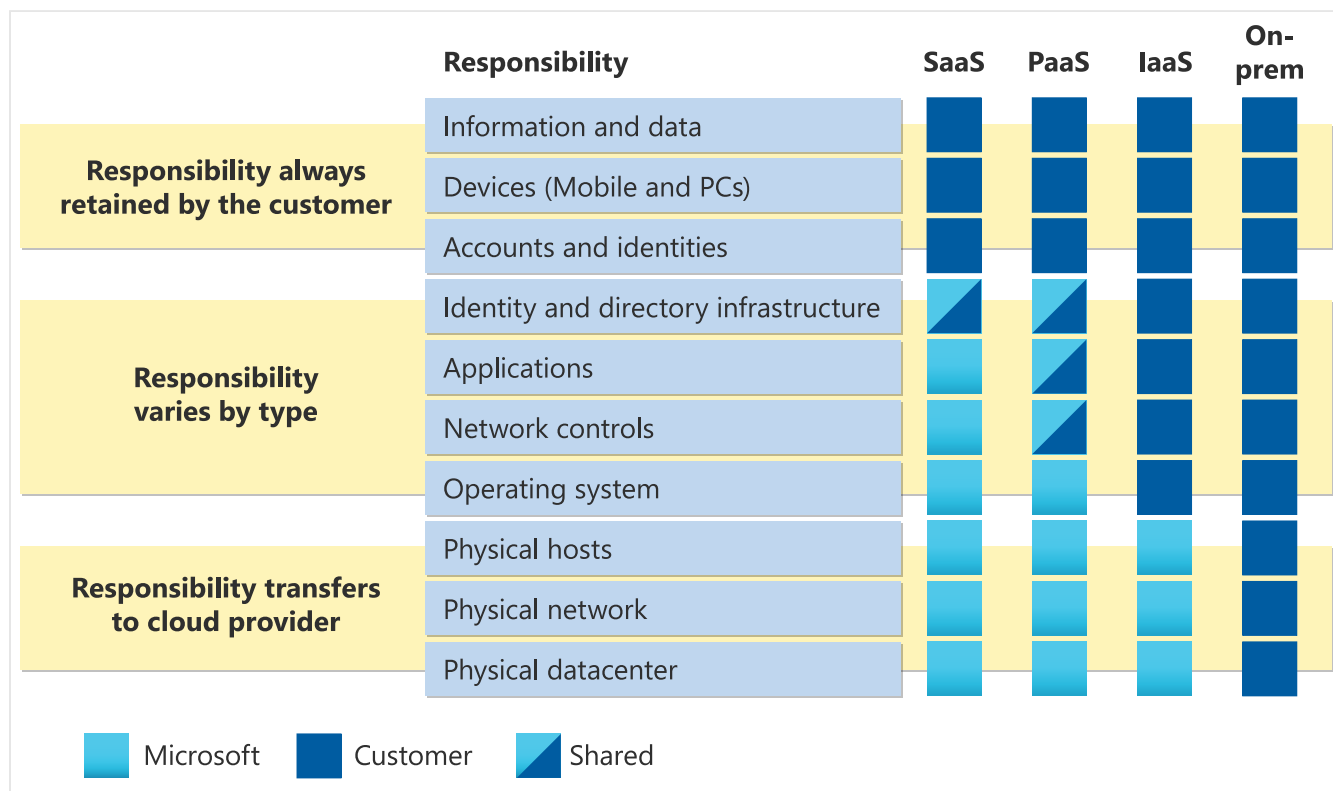 Responsibility SaaS PaaS IaaS On-
prem
Information and data
Responsibility always
retained by the customer
Devices (Mobile and PCs)
Accounts and identities
Identity and directory infrastructure
Responsibility
varies by type
Applications
Network controls
Operating system
Physical hosts
Responsibility transfers
to cloud provider
Physical network
Physical datacenter
Microsoft Customer Shared